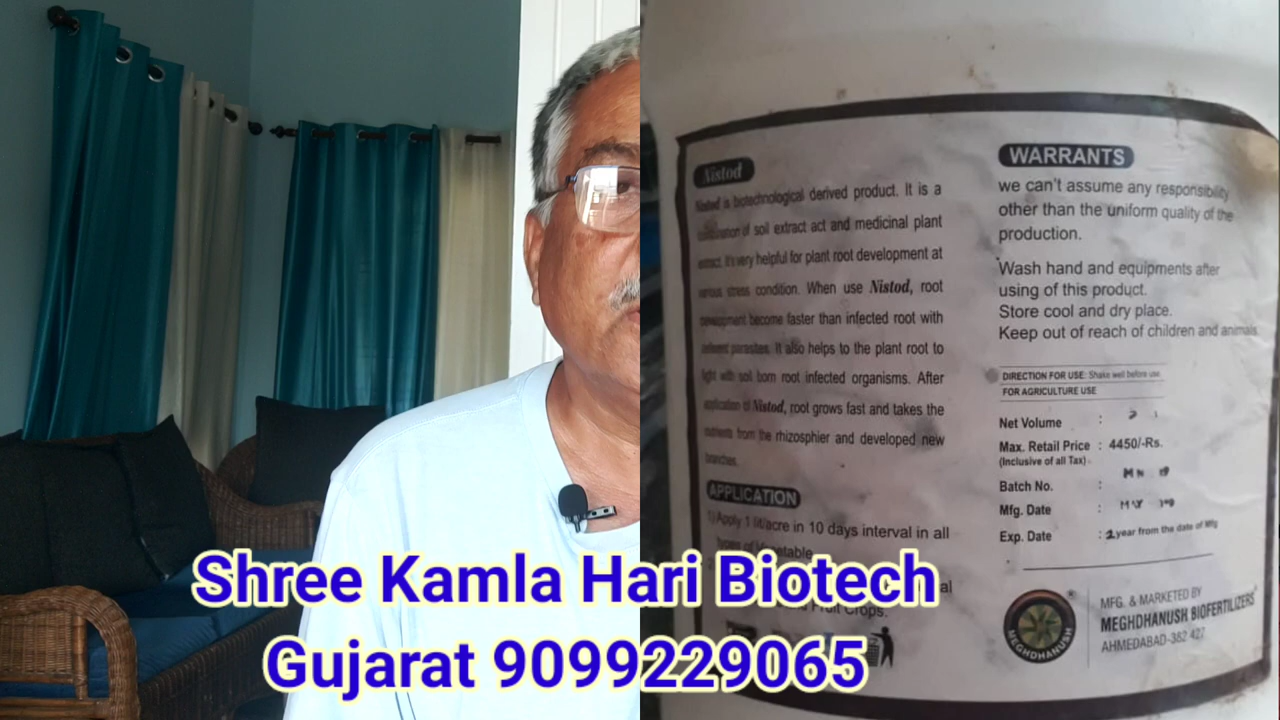 Nistod
Nistod is biotechnological derived product. It is a
of soil extract act and medicinal plant
extract. It's very helpful for plant root development at
various stress condition. When use Nistod, root
development become faster than infected root with
parasites. It also helps to the plant root to
fight with soil born root infected organisms. After
application of Nistod, root grows fast and takes the
nutrients from the rhizosphier and developed new
branches.
APPLICATION
1) Apply 1 lit/acre in 10 days interval in all
types of Vegetable
al
Fruit Crops.
WARRANTS
we can't assume any responsibility
other than the uniform quality of the
production.
Wash hand and equipments after
using of this product.
Store cool and dry place.
Keep out of reach of children and animals.
DIRECTION FOR USE: Shake well before use.
FOR AGRICULTURE USE
Net Volume :
Max. Retail Price : 4450/-Rs.
(Inclusive of all Tax)
Batch No. :
Mfg. Date :
Exp. Date : 2 year from the date of Mfg
MEGHDHANUSH
®
MFG. & MARKETED BY
MEGHDHANUSH BIOFERTILIZERS
AHMEDABAD-382 427
Shree Kamla Hari Biotech
Gujarat 9099229065